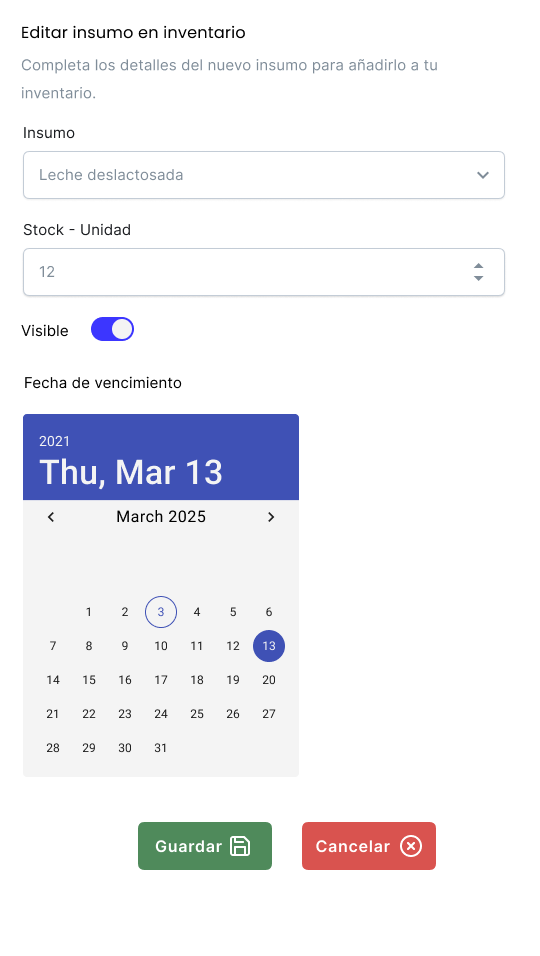 Editar insumo en inventario
Completa los detalles del nuevo insumo para añadirlo a tu
inventario.
Insumo
Leche deslactosada
Stock - Unidad
12
Visible
Fecha de vencimiento
2021
Thu, Mar 13
March 2025
1 2 3 4 5 6
7 8 9 10 11 12 13
14 15 16 17 18 19 20
21 22 23 24 25 26 27
28 29 30 31
Guardar
Cancelar